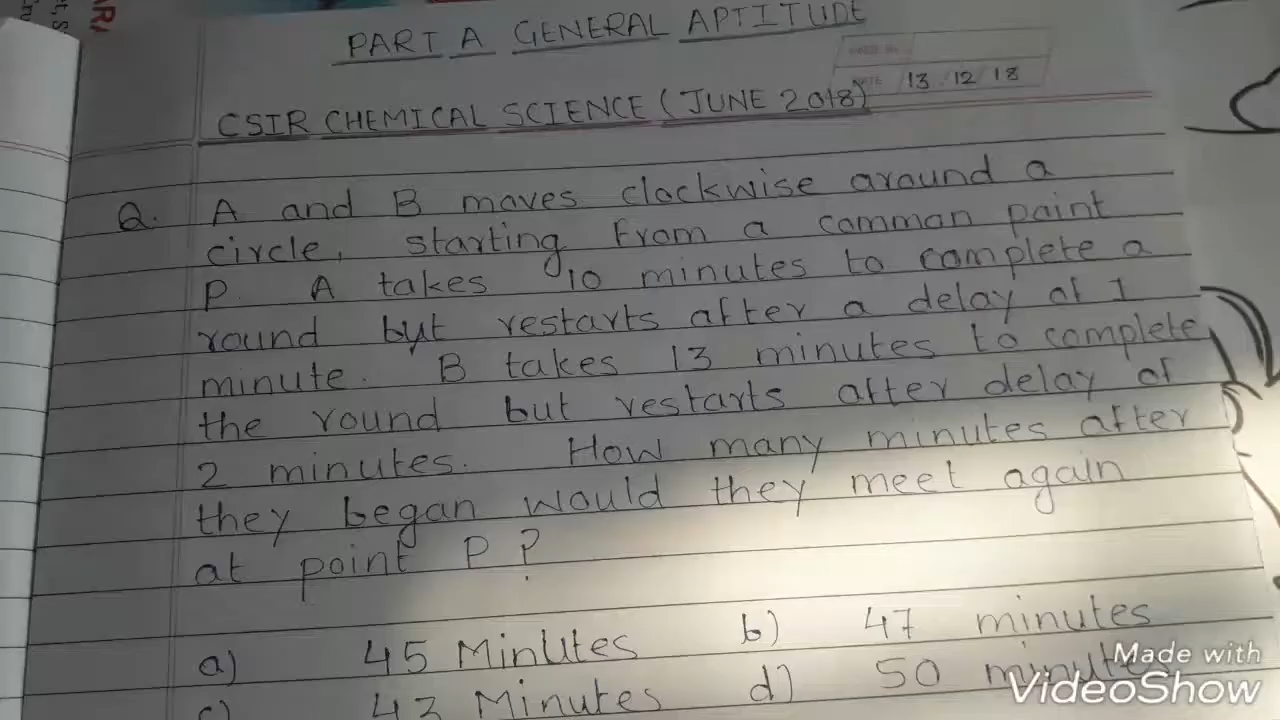 PART A GENERAL APTITUDE
DATE 13/12/18
CSIR CHEMICAL SCIENCE (JUNE 2018)
Q. A and B moves clockwise around a
circle, starting from a common point
P. A takes 10 minutes to complete a
round but restarts after a delay of 1
minute. B takes 13 minutes to complete
the round but restarts after delay of
2 minutes. How many minutes after
they began would they meet again
at point P?
a) 45 Minutes b) 47 minutes
c) 43 Minutes d) 50 minutes
Made with
VideoShow